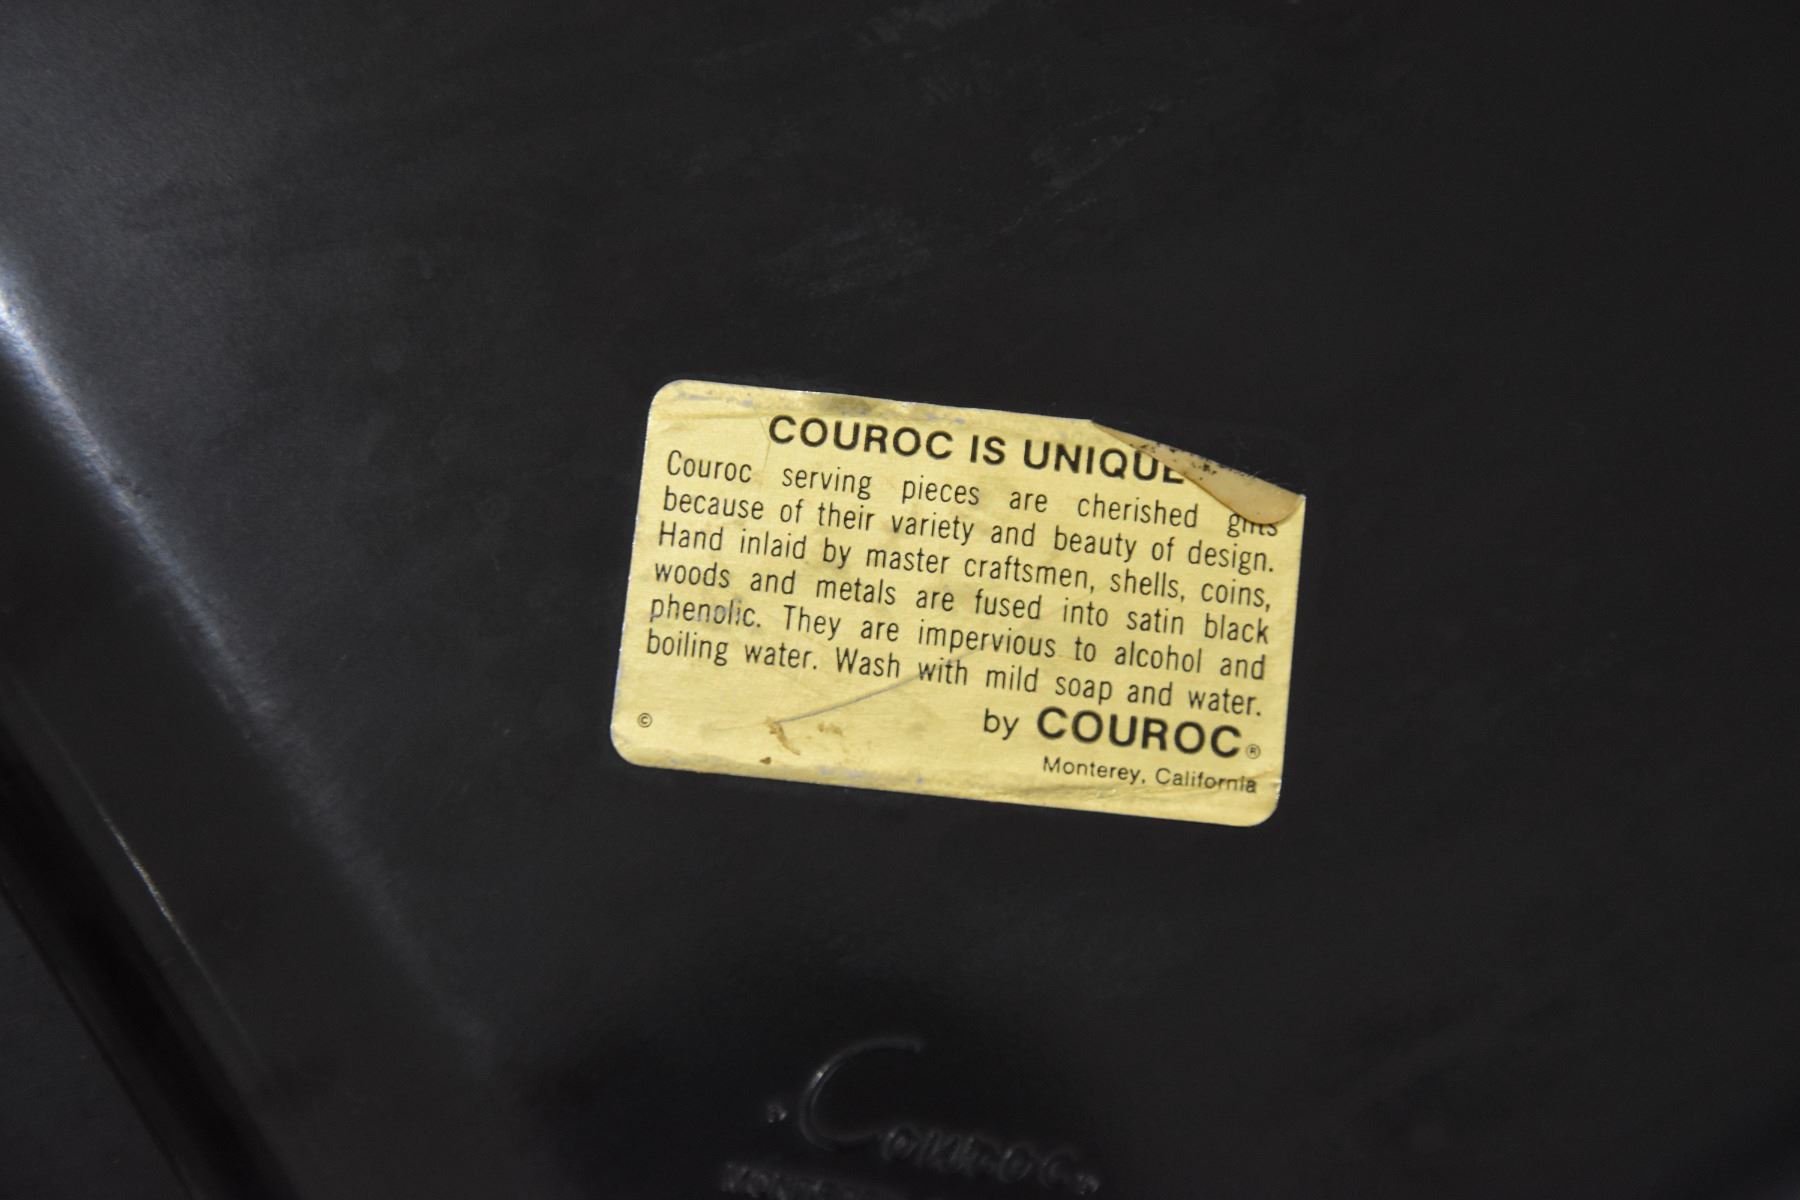 COUROC IS UNIQUE
Couroc serving pieces are cherished gifts
because of their variety and beauty of design.
Hand inlaid by master craftsmen, shells, coins,
woods and metals are fused into satin black
phenolic. They are impervious to alcohol and
boiling water. Wash with mild soap and water.
© by COUROC®
Monterey, California
Couroc